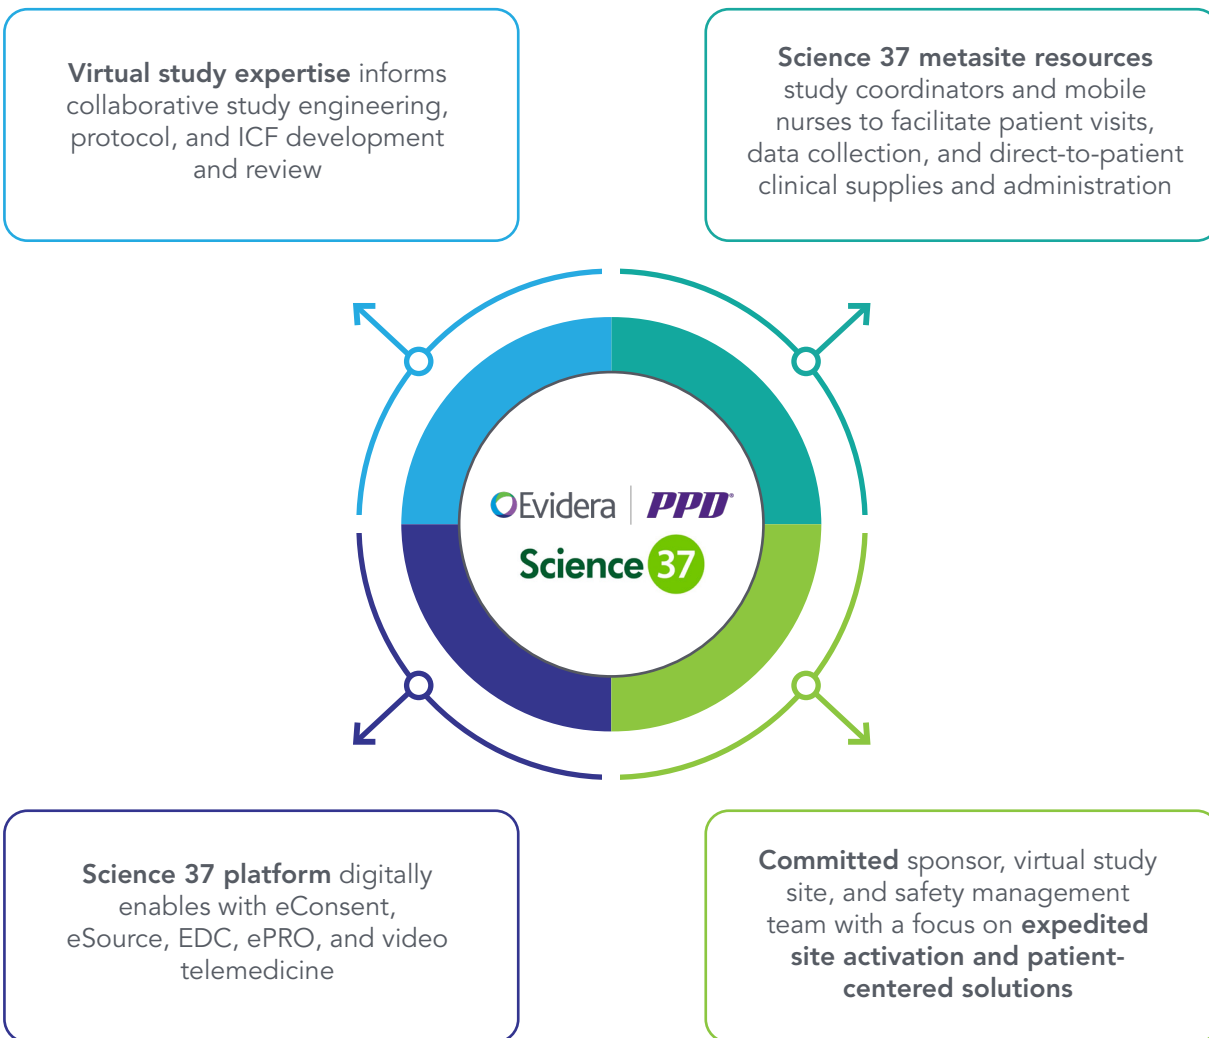 Virtual study expertise informs
collaborative study engineering,
protocol, and ICF development
and review
Science 37 metasite resources
study coordinators and mobile
nurses to facilitate patient visits,
data collection, and direct-to-patient
clinical supplies and administration
Evidera | PPD®
Science 37
Science 37 platform digitally
enables with eConsent,
eSource, EDC, ePRO, and video
telemedicine
Committed sponsor, virtual study
site, and safety management
team with a focus on expedited
site activation and patient-
centered solutions